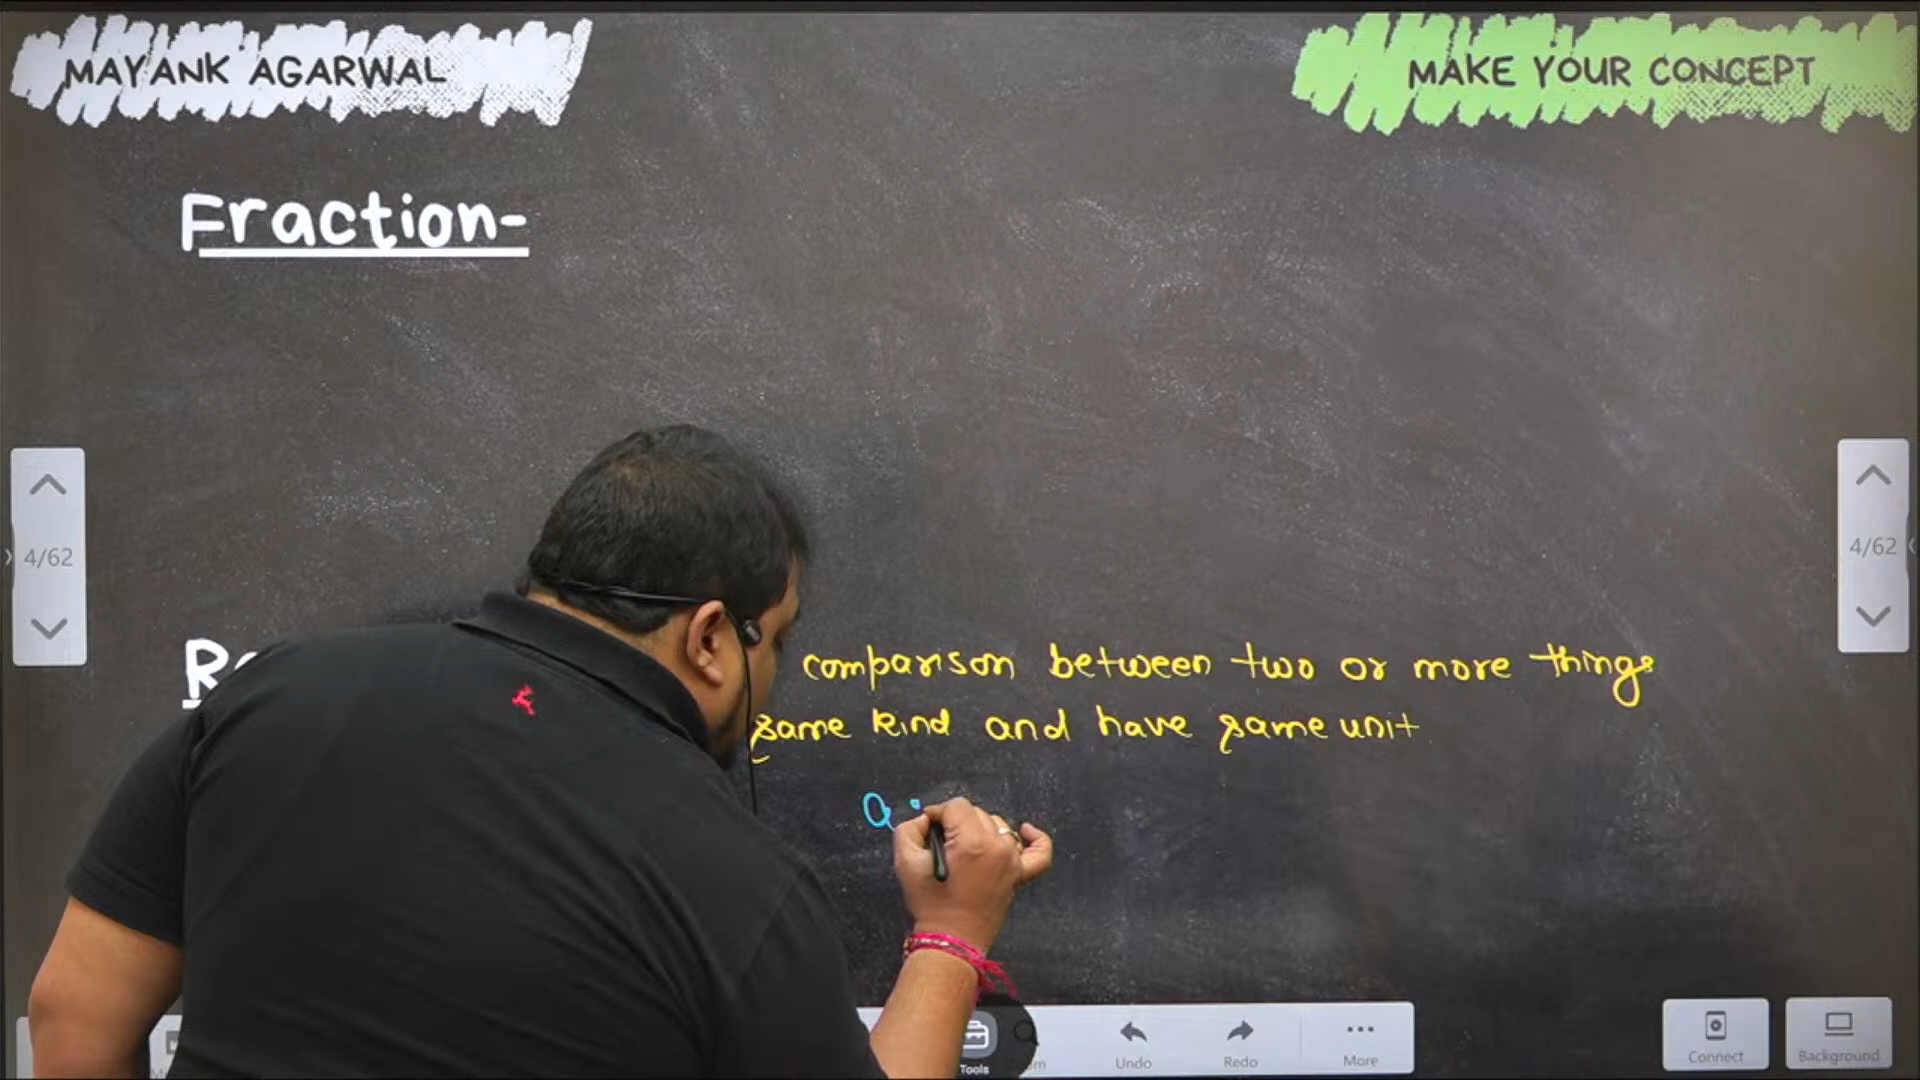 MAYANK AGARWAL
MAKE YOUR CONCEPT
Fraction-
4/62
4/62
comparison between two or more things
same kind and have same unit
a :
Tools
Undo
Redo
More
Connect
Background